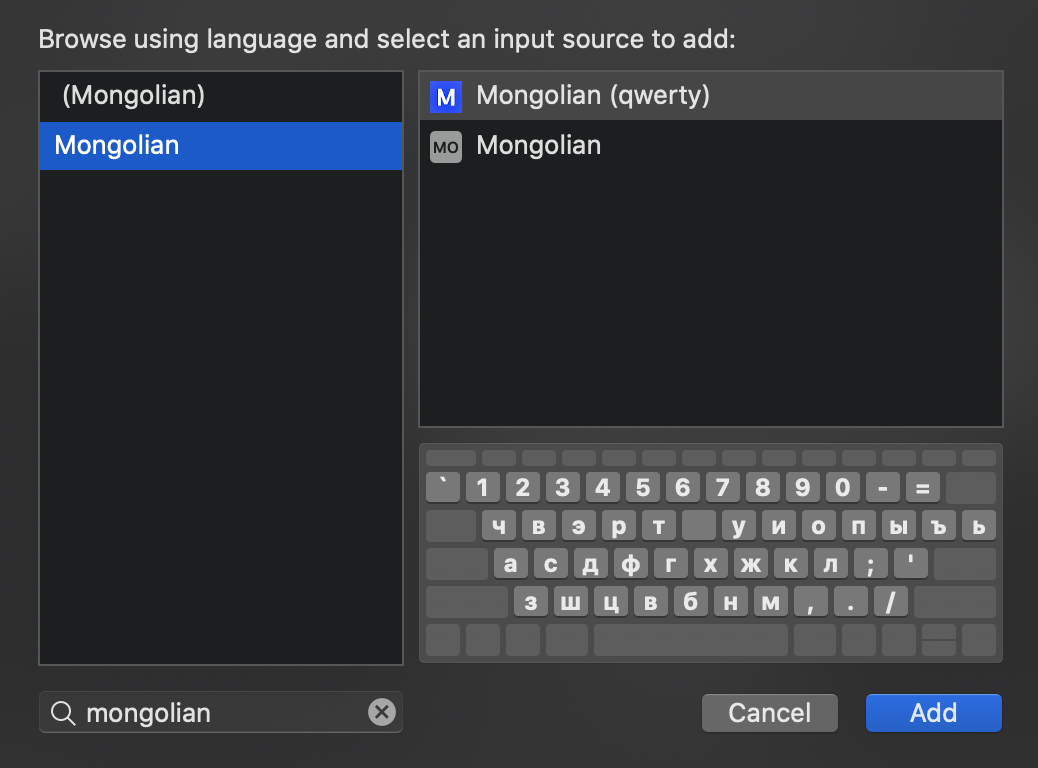 Browse using language and select an input source to add:
(Mongolian)
Mongolian
M Mongolian (qwerty)
MO Mongolian
` 1 2 3 4 5 6 7 8 9 0 - =
ч в э р т у и о п ы ъ ь
а с д ф г х ж к л ; '
з ш ц в б н м , . /
mongolian
Cancel
Add